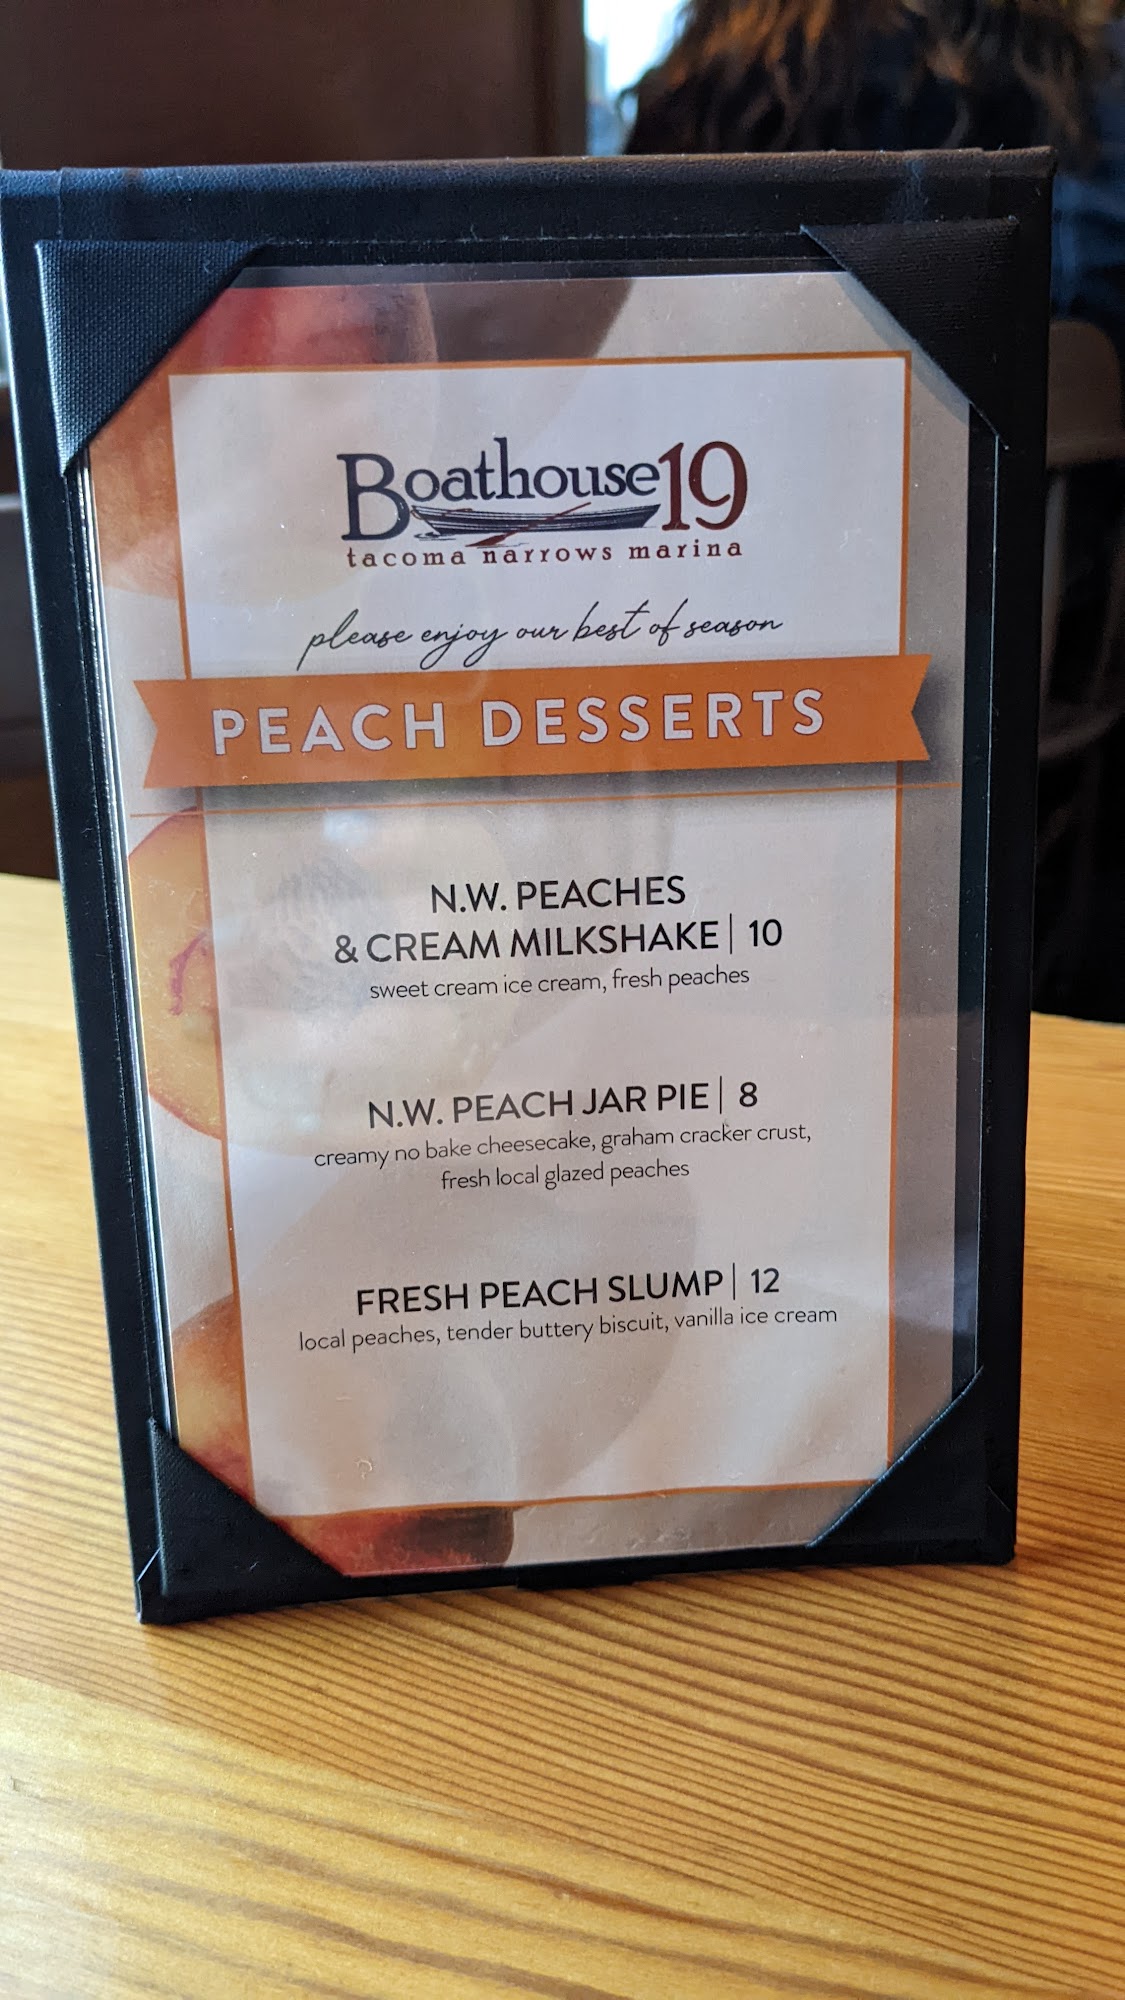 Boathouse19
tacoma narrows marina
please enjoy our best of season
PEACH DESSERTS
N.W. PEACHES
& CREAM MILKSHAKE | 10
sweet cream ice cream, fresh peaches
N.W. PEACH JAR PIE | 8
creamy no bake cheesecake, graham cracker crust,
fresh local glazed peaches
FRESH PEACH SLUMP | 12
local peaches, tender buttery biscuit, vanilla ice cream